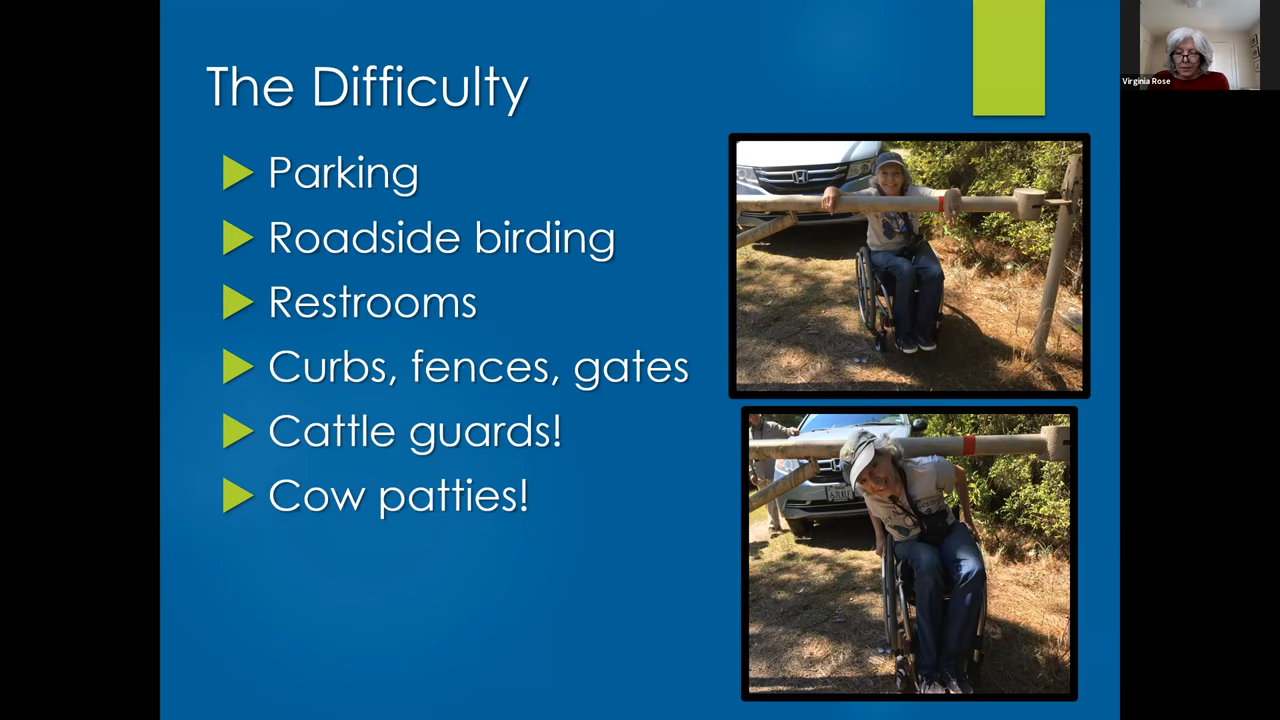 The Difficulty
Parking
Roadside birding
Restrooms
Curbs, fences, gates
Cattle guards!
Cow patties!
Virginia Rose